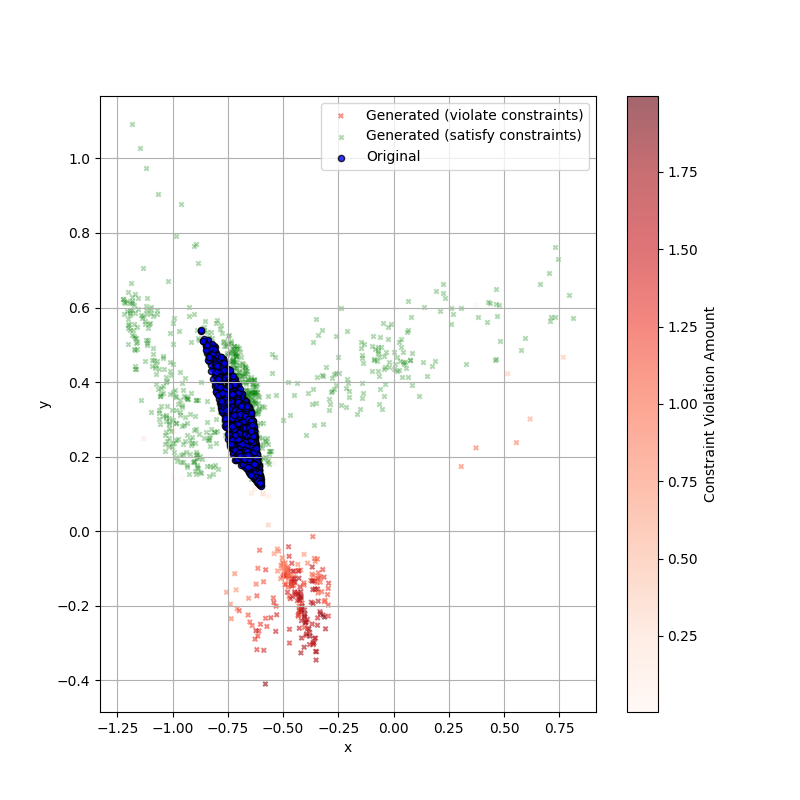 Generated (violate constraints)
Generated (satisfy constraints)
Original
1.0
0.8
0.6
0.4
0.2
0.0
−0.2
−0.4
y
−1.25 −1.00 −0.75 −0.50 −0.25 0.00 0.25 0.50 0.75
x
1.75
1.50
1.25
1.00
0.75
0.50
0.25
Constraint Violation Amount